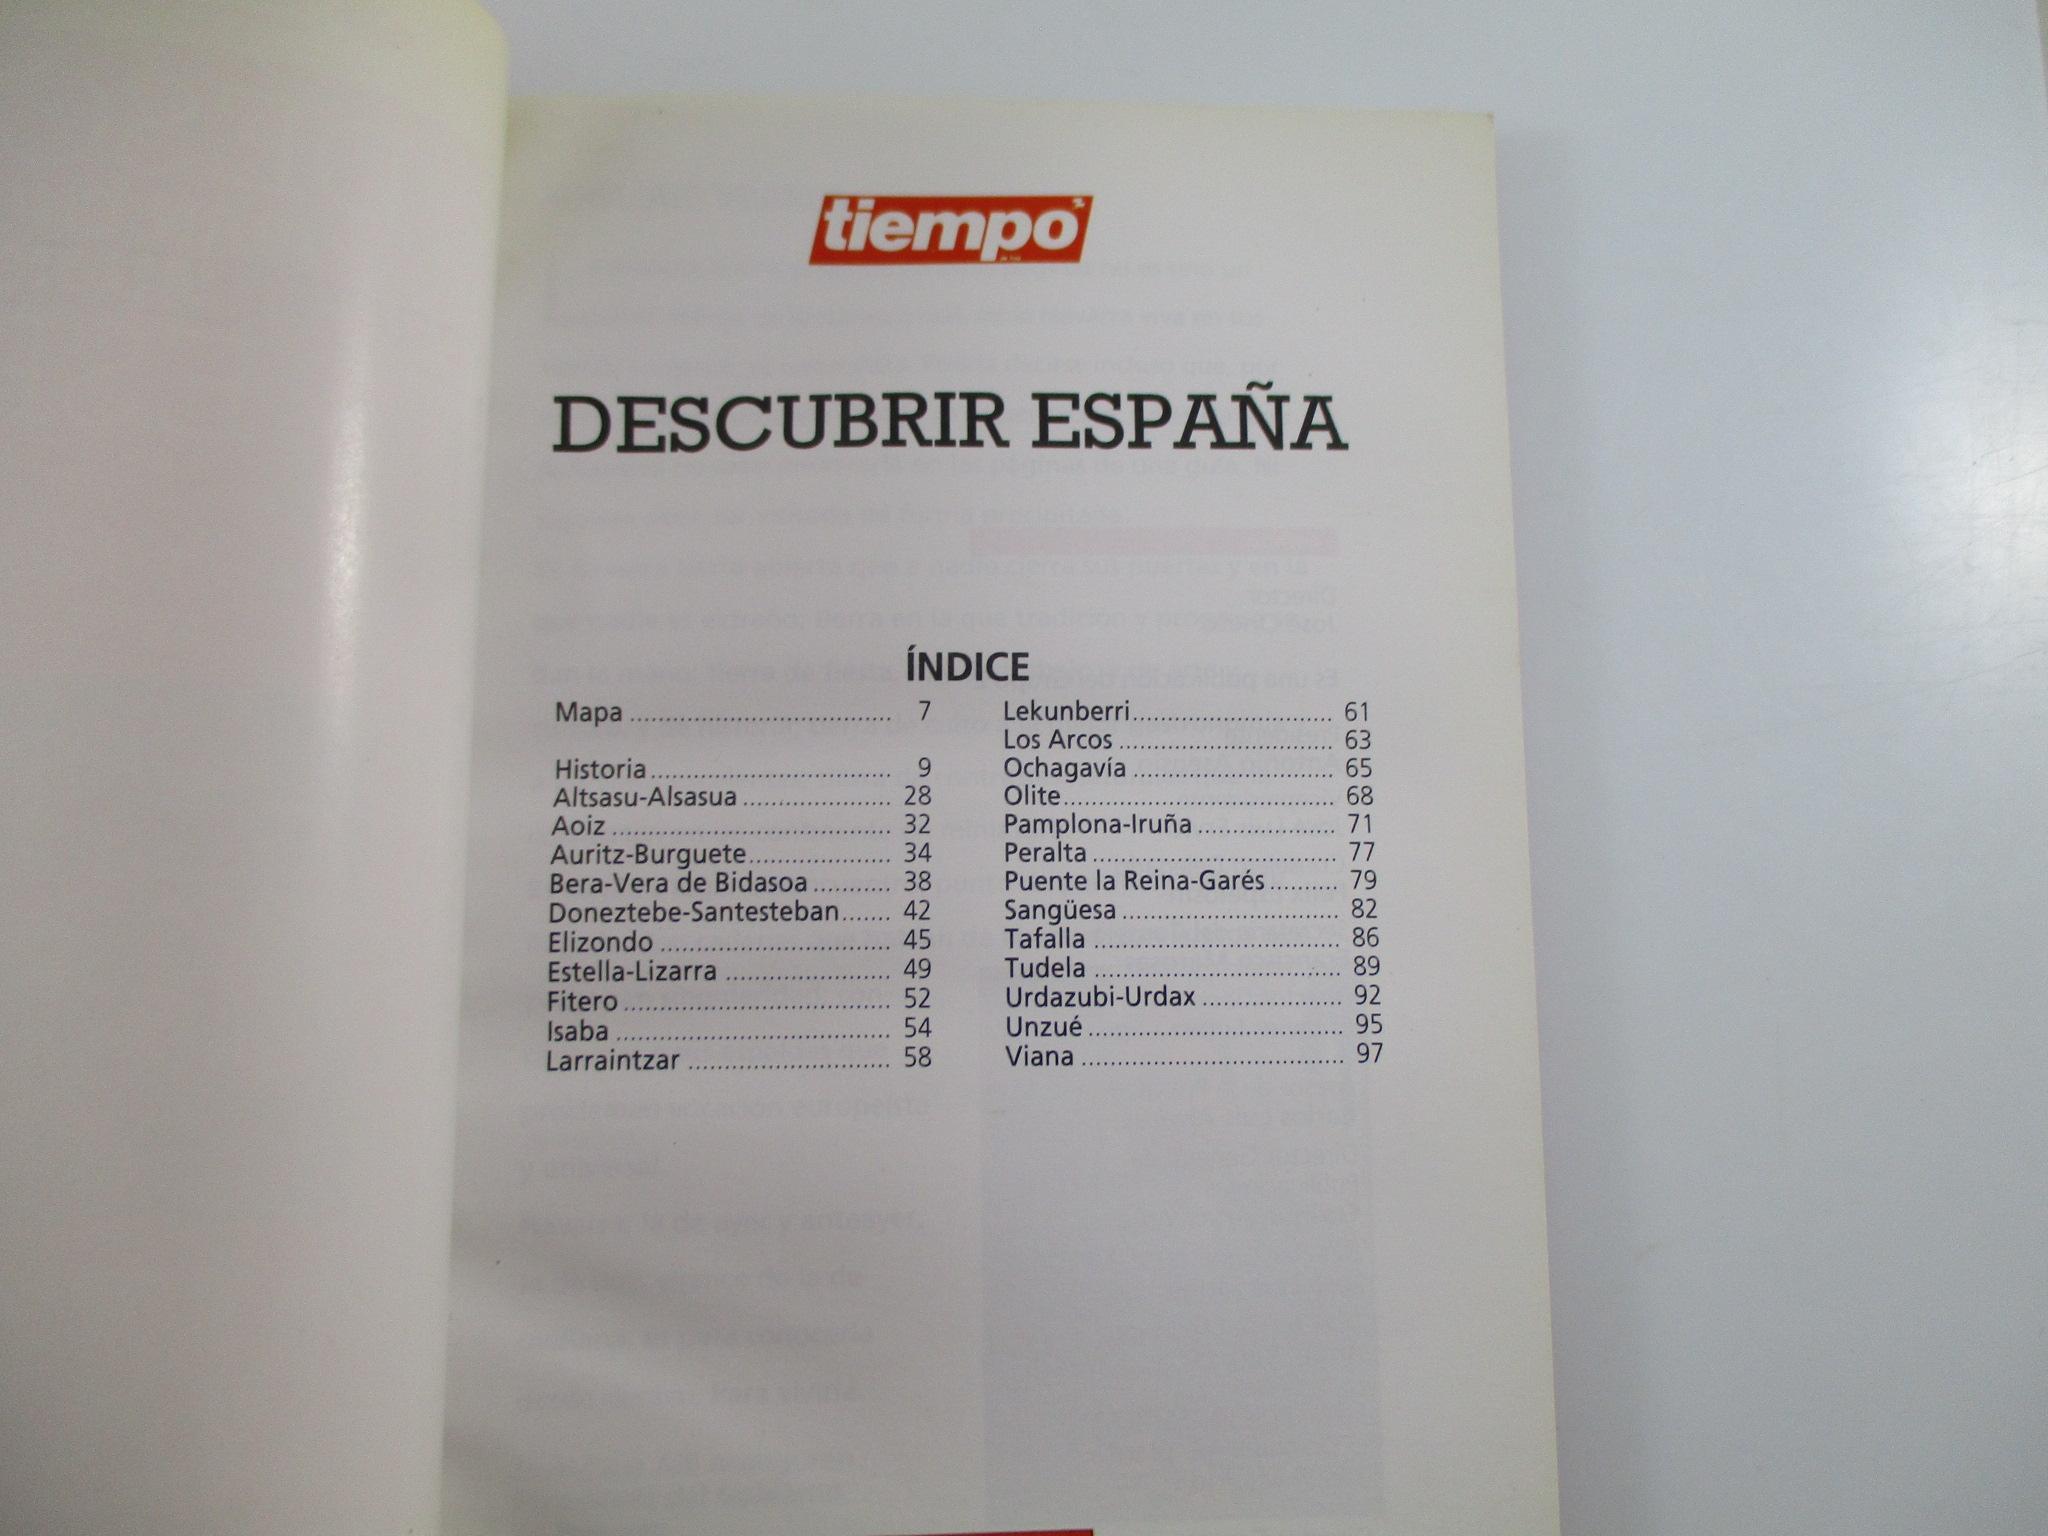 tiempo
DESCUBRIR ESPAÑA
ÍNDICE
Mapa .................................... 7
Historia ................................. 9
Altsasu-Alsasua ..................... 28
Aoiz ....................................... 32
Auritz-Burguete .................... 34
Bera-Vera de Bidasoa ........... 38
Doneztebe-Santesteban ....... 42
Elizondo ................................ 45
Estella-Lizarra ....................... 49
Fitero ..................................... 52
Isaba ...................................... 54
Larraintzar ............................ 58
Lekunberri ............................ 61
Los Arcos .............................. 63
Ochagavía ............................ 65
Olite ...................................... 68
Pamplona-Iruña ................... 71
Peralta .................................. 77
Puente la Reina-Garés .......... 79
Sangüesa .............................. 82
Tafalla .................................. 86
Tudela .................................. 89
Urdazubi-Urdax .................... 92
Unzué ................................... 95
Viana .................................... 97